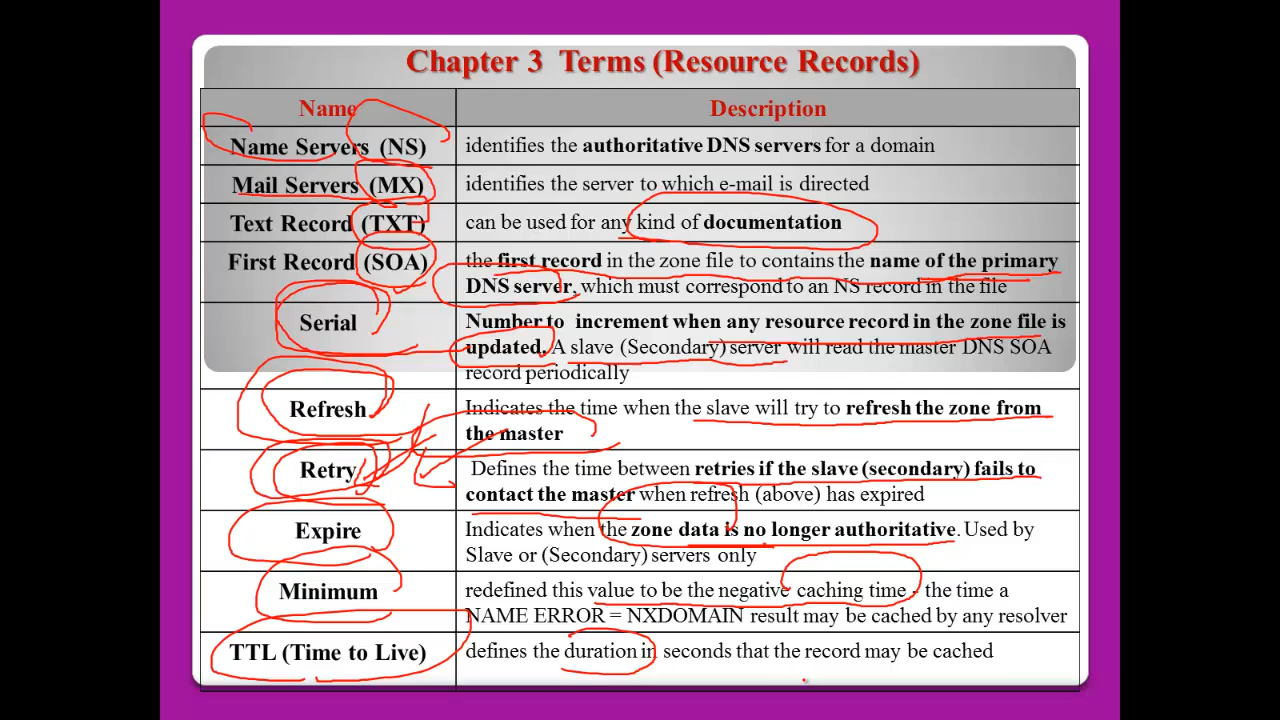 Chapter 3 Terms (Resource Records)
Name Description
Name Servers (NS) identifies the authoritative DNS servers for a domain
Mail Servers (MX) identifies the server to which e-mail is directed
Text Record (TXT) can be used for any kind of documentation
First Record (SOA) the first record in the zone file to contains the name of the primary
DNS server, which must correspond to an NS record in the file
Serial Number to increment when any resource record in the zone file is
updated. A slave (Secondary) server will read the master DNS SOA
record periodically
Refresh Indicates the time when the slave will try to refresh the zone from
the master
Retry Defines the time between retries if the slave (secondary) fails to
contact the master when refresh (above) has expired
Expire Indicates when the zone data is no longer authoritative. Used by
Slave or (Secondary) servers only
Minimum redefined this value to be the negative caching time - the time a
NAME ERROR = NXDOMAIN result may be cached by any resolver
TTL (Time to Live) defines the duration in seconds that the record may be cached